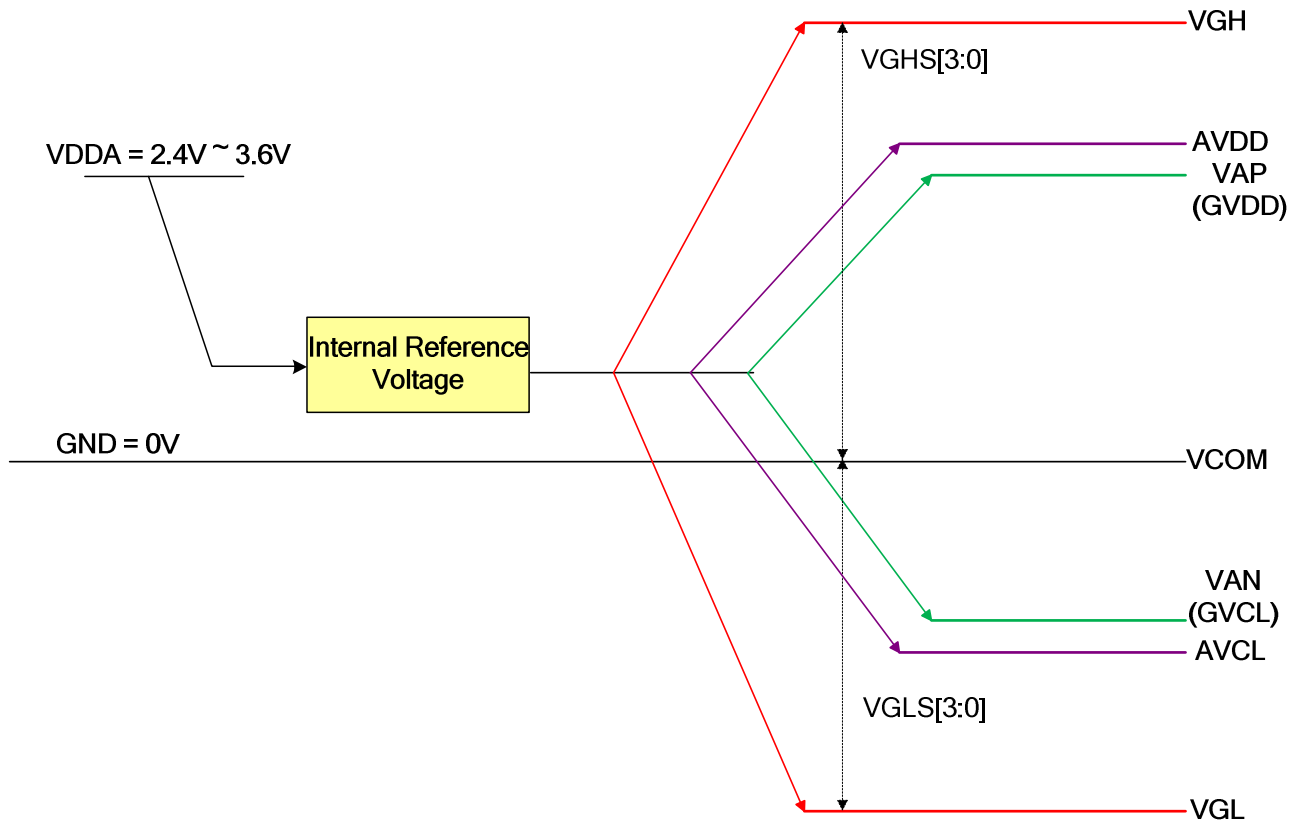 VGH
VGHS[3:0]
AVDD
VDDA = 2.4V ~ 3.6V
VAP
(GVDD)
Internal Reference
Voltage
GND = 0V
VCOM
VAN
(GVCL)
AVCL
VGLS[3:0]
VGL